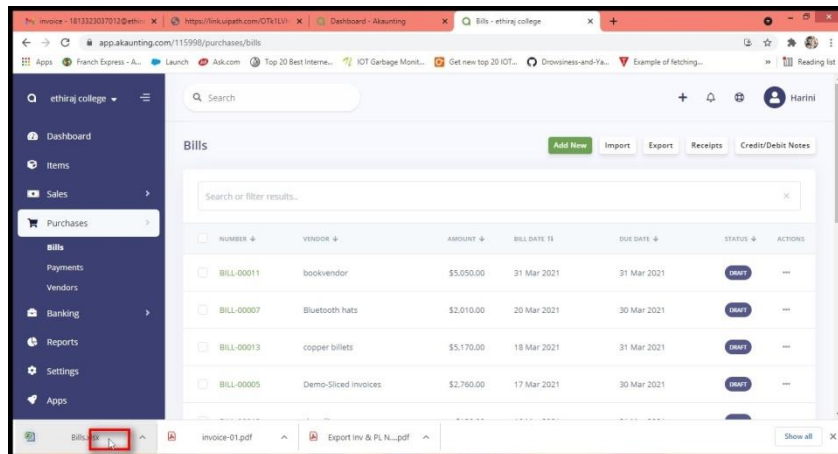 invoice - 1813323037012@ethira
https://link.uipath.com/OTk1LV
Dashboard - Akaunting
Bills - ethiraj college
app.akaunting.com/115998/purchases/bills
Apps Franch Express - A... Launch Ask.com Top 20 Best Interne... IOT Garbage Monit... Get new top 20 IOT... Drowsiness-and-Ya... Example of fetching... Reading list
ethiraj college
Search
Harini
Dashboard
Items
Sales
Purchases
Bills
Payments
Vendors
Banking
Reports
Settings
Apps
Bills
Add New Import Export Receipts Credit/Debit Notes
Search or filter results..
NUMBER VENDOR AMOUNT BILL DATE DUE DATE STATUS ACTIONS
BILL-00011 bookvendor $5,050.00 31 Mar 2021 31 Mar 2021 DRAFT
BILL-00007 Bluetooth hats $2,010.00 20 Mar 2021 30 Mar 2021 DRAFT
BILL-00013 copper billets $5,170.00 18 Mar 2021 31 Mar 2021 DRAFT
BILL-00005 Demo-Sliced invoices $2,760.00 17 Mar 2021 30 Mar 2021 DRAFT
Bills.xlsx invoice-01.pdf Export Inv & PL N....pdf Show all